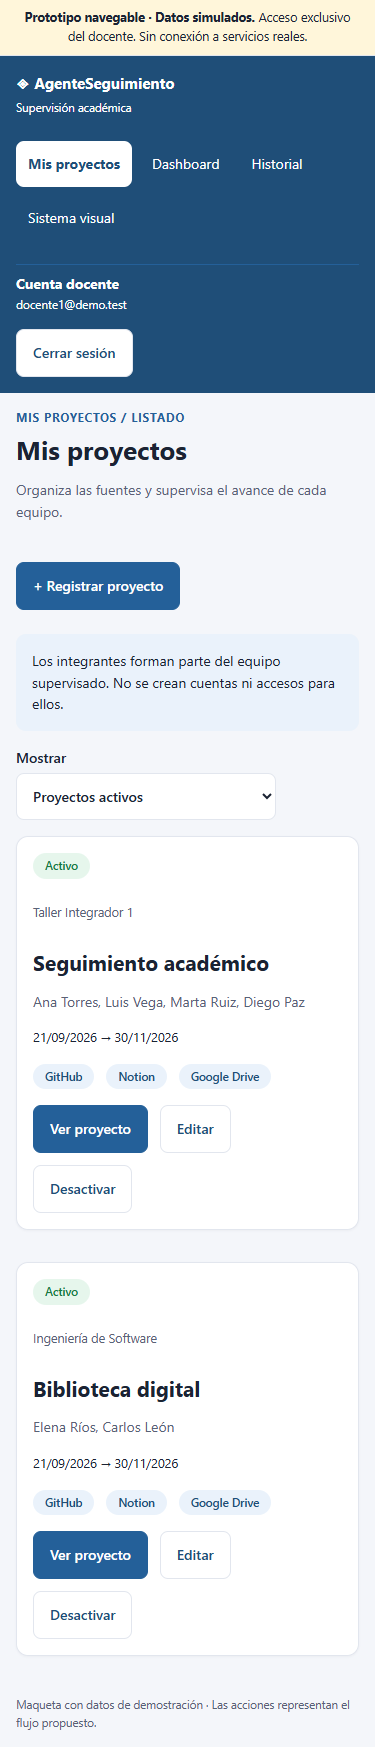 Prototipo navegable · Datos simulados. Acceso exclusivo
del docente. Sin conexión a servicios reales.
◆ AgenteSeguimiento
Supervisión académica
Mis proyectos
Dashboard
Historial
Sistema visual
Cuenta docente
docente1@demo.test
Cerrar sesión
MIS PROYECTOS / LISTADO
Mis proyectos
Organiza las fuentes y supervisa el avance de cada
equipo.
+ Registrar proyecto
Los integrantes forman parte del equipo
supervisado. No se crean cuentas ni accesos para
ellos.
Mostrar
Proyectos activos
Activo
Taller Integrador 1
Seguimiento académico
Ana Torres, Luis Vega, Marta Ruiz, Diego Paz
21/09/2026 → 30/11/2026
GitHub
Notion
Google Drive
Ver proyecto
Editar
Desactivar
Activo
Ingeniería de Software
Biblioteca digital
Elena Ríos, Carlos León
21/09/2026 → 30/11/2026
GitHub
Notion
Google Drive
Ver proyecto
Editar
Desactivar
Maqueta con datos de demostración · Las acciones representan el
flujo propuesto.